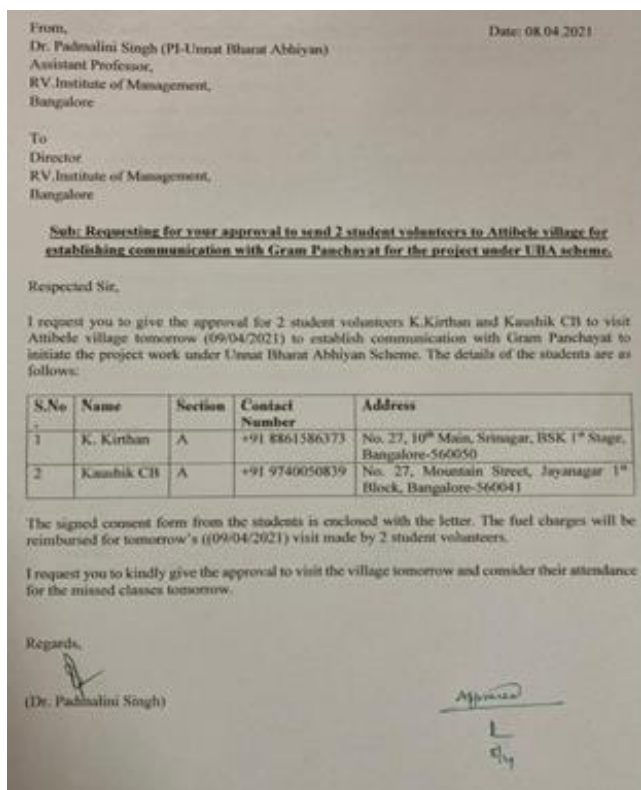 From,
Date: 08.04.2021
Dr. Padmalini Singh (PI-Unnat Bharat Abhiyan)
Assistant Professor,
RV.Institute of Management,
Bangalore
To
Director
RV.Institute of Management,
Bangalore
Sub: Requesting for your approval to send 2 student volunteers to Attibele village for
establishing communication with Gram Panchayat for the project under UBA scheme.
Respected Sir,
I request you to give the approval for 2 student volunteers K.Kirthan and Kaushik CB to visit
Attibele village tomorrow (09/04/2021) to establish communication with Gram Panchayat to
initiate the project work under Unnat Bharat Abhiyan Scheme. The details of the students are as
follows:
S.No Name Section Contact Address
. Number
1 K. Kirthan A +91 8861586373 No. 27, 10th Main, Srinagar, BSK 1st Stage,
Bangalore-560050
2 Kaushik CB A +91 9740050839 No. 27, Mountain Street, Jayanagar 1st
Block, Bangalore-560041
The signed consent form from the students is enclosed with the letter. The fuel charges will be
reimbursed for tomorrow's ((09/04/2021) visit made by 2 student volunteers.
I request you to kindly give the approval to visit the village tomorrow and consider their attendance
for the missed classes tomorrow.
Regards,
(Dr. Padmalini Singh)
Approved